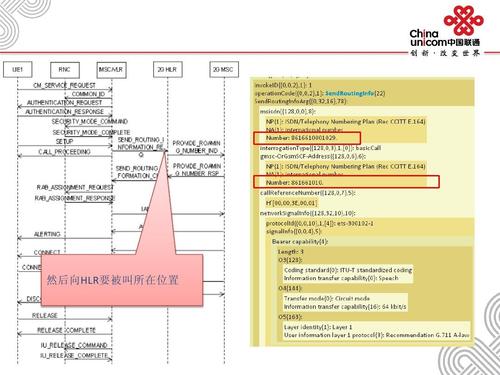 China
unicom中国联通
创新·改变世界
UE1
RNC
MSC/VLR
2G HLR
2G MSC
CM_SERVICE_REQUEST
COMMON_ID
AUTHENTICATION_REQUEST
AUTHENTICATION_RESPONSE
SECURITY_MODE_COMMAND
SECURITY_MODE_COMPLETE
SETUP
SEND_ROUTING_I
NFORMATION_RE
CALL_PROCEEDING
PROVIDE_ROAMIN
G_NUMBER_IND
PROVIDE_ROAMIN
G_NUMBER_RSP
SEND_ROUTING
RAB_ASSIGNMENT_REQUEST
RAB_ASSIGNMENT_RESPONSE
ALERTING
CONNECT
RELEASE
RELEASE_COMPLETE
IU_RELEASE_COMMAND
IU_RELEASE_COMPLETE
然后向HLR要被叫所在位置
invokeID{(0,0,2),1}: 1
operationCode{(0,0,2),1}: SendRoutingInfo(22)
SendRoutingInfoArg{(0,32,16),78}:
msisdn{(128,0,0),8}:
NP(1): ISDN/Telephony Numbering Plan (Rec CCITT E.164)
NA(1): international number
Number: 8616610001029.
interrogationType{(128,0,3),1,[0]}: basicCall
gmsc-OrGsmSCF-Address{(128,0,6),6}:
NP(1): ISDN/Telephony Numbering Plan (Rec CCITT E.164)
NA(1): international number
Number: 861661010.
callReferenceNumber{(128,0,7),5}:
Hf [00,00,3E,00,01]
networkSignalInfo{(128,32,10),10}:
protocolId{(0,0,10),1,[4]}: ets-300102-1
signalInfo{(0,0,4),5}:
Bearer capability(4):
Length: 3
O3(128):
Coding standard(0): ITU-T standardized coding
Information transfer capability(0): Speech
O4(144):
Transfer mode(0): Circuit mode
Information transfer capability(16): 64 kbit/s
O5(163):
Layer identity(1): Layer 1
User information layer 1 protocol(3): Recommendation G.711 A-law